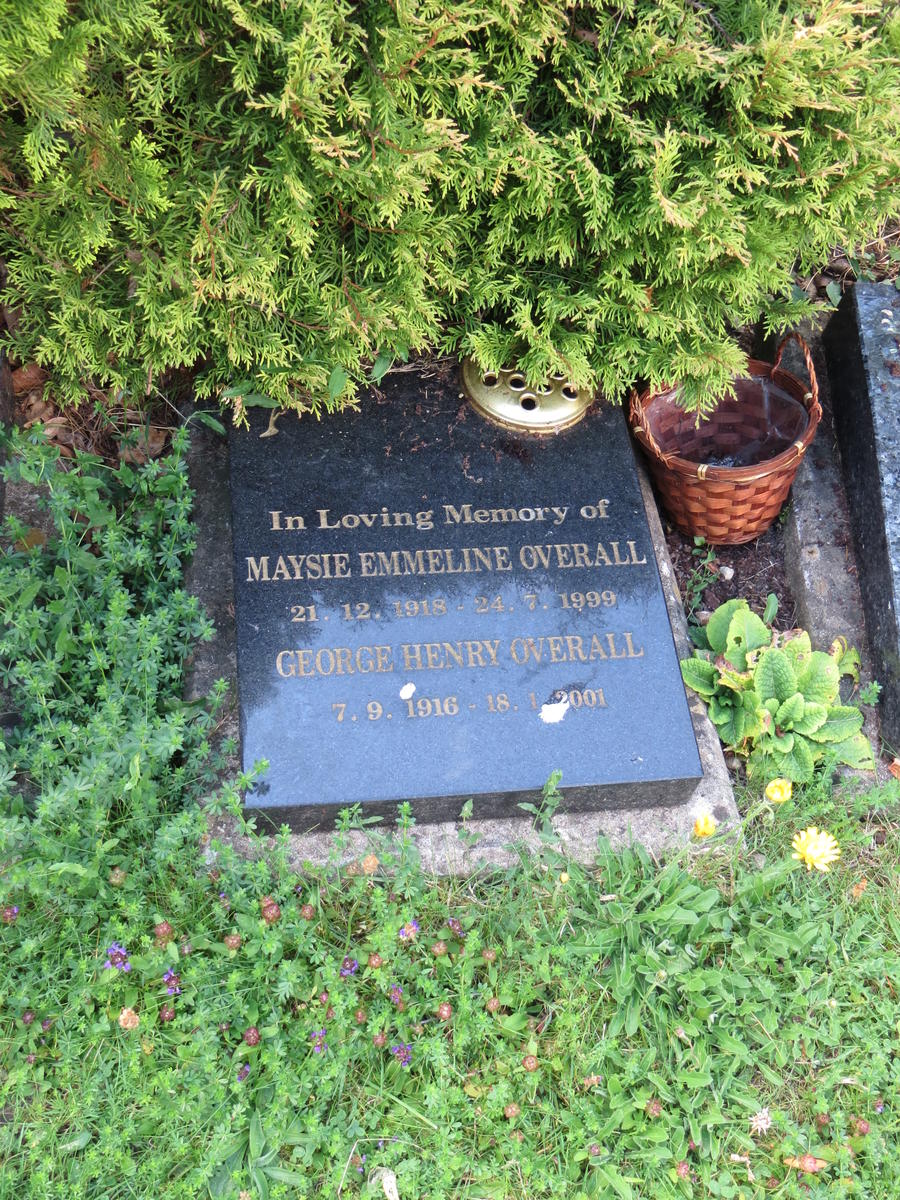 In Loving Memory of
MAYSIE EMMELINE OVERALL
21. 12. 1918 - 24. 7. 1999
GEORGE HENRY OVERALL
7. 9. 1916 - 18. 1. 2001